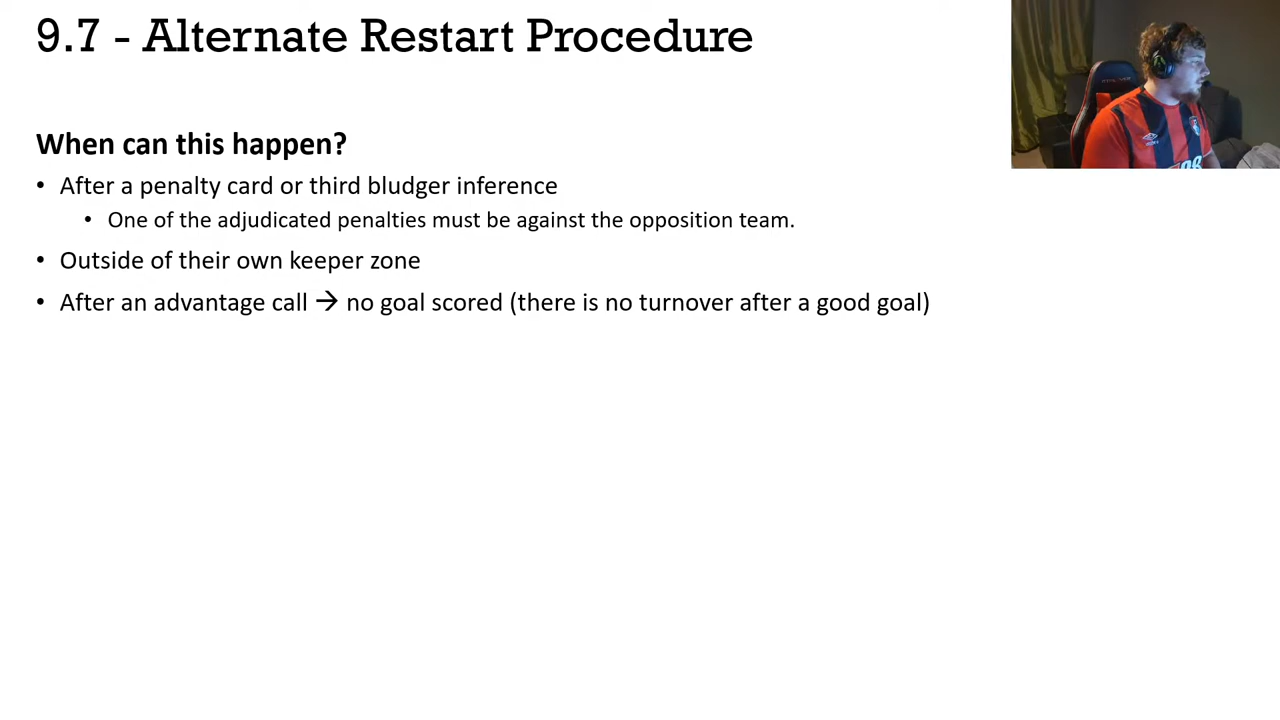 9.7 - Alternate Restart Procedure
When can this happen?
• After a penalty card or third bludger inference
• One of the adjudicated penalties must be against the opposition team.
• Outside of their own keeper zone
• After an advantage call → no goal scored (there is no turnover after a good goal)